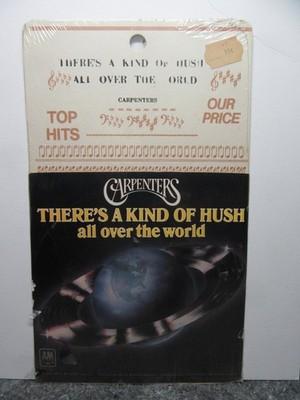 THERE'S A KIND OF HUSH
ALL OVER THE ORLD
CARPENTERS
TOP
HITS
OUR
PRICE
CARPENTERS
THERE'S A KIND OF HUSH
all over the world
A&M